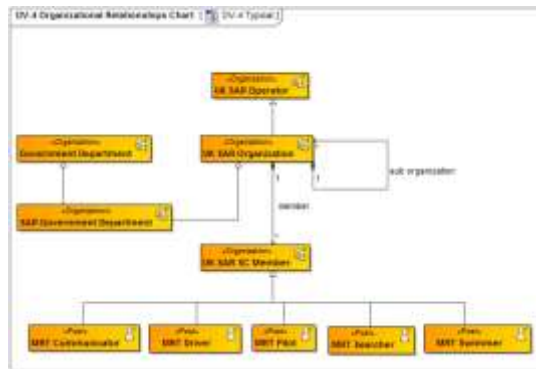 OV-4 Organizational Relationships Chart [ OV-4 Typical ]
«Organization»
UK SAR Operator
«Organization»
Government Department
«Organization»
UK SAR Organization
1
1
sub organization
member
«Organization»
SAR Government Department
«Organization»
UK SAR SC Member
«Post»
MRT Communicator
«Post»
MRT Driver
«Post»
MRT Pilot
«Post»
MRT Searcher
«Post»
MRT Swimmer